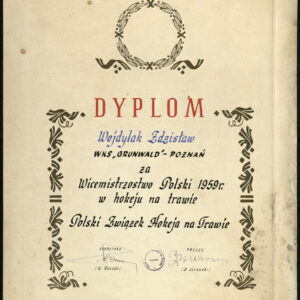 DYPLOM
Wojdylak Zdzisław
WKS „GRUNWALD" - POZNAŃ
za
Wicemistrzostwo Polski 1959r.
w hokeju na trawie
Polski Związek Hokeja na Trawie
SEKRETARZ PREZES